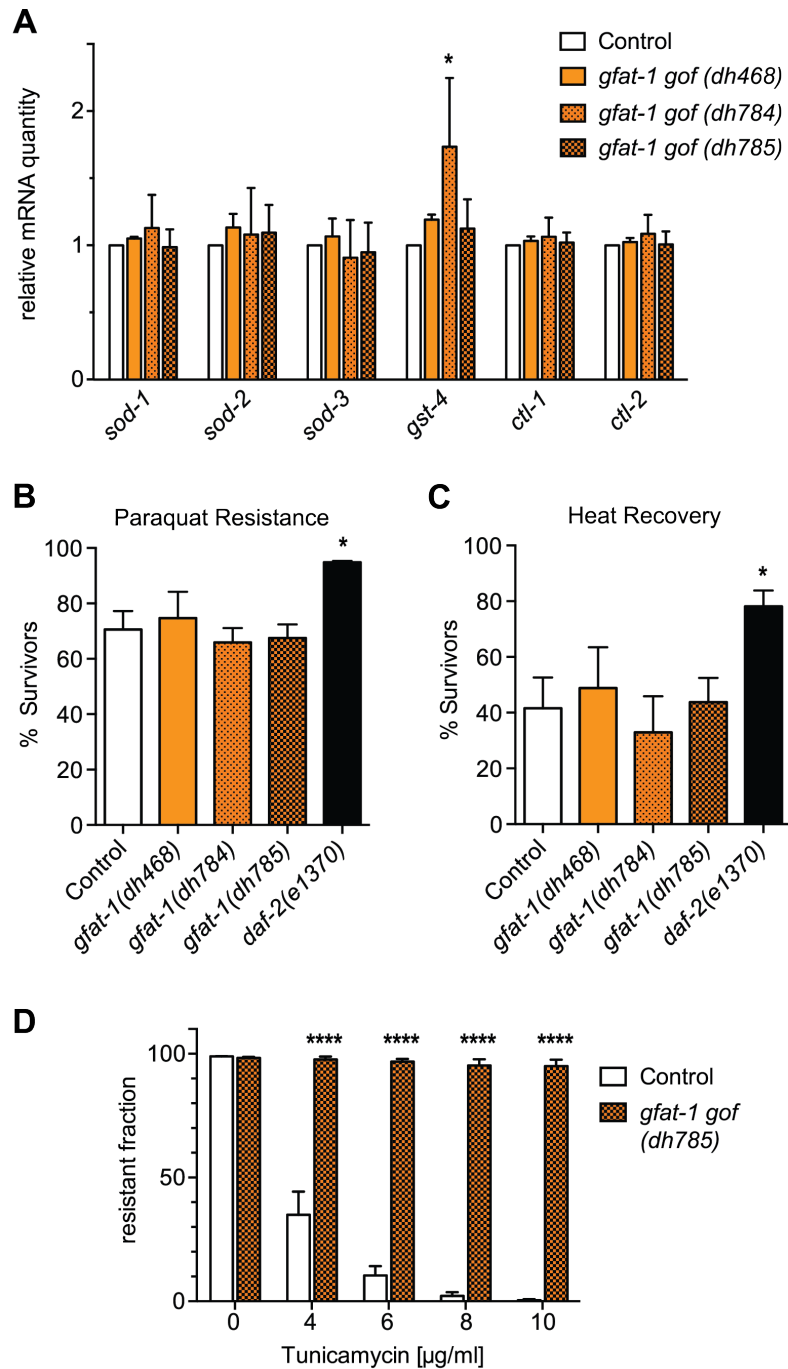 A
Control
gfat-1 gof (dh468)
gfat-1 gof (dh784)
gfat-1 gof (dh785)
relative mRNA quantity
2
1
0
*
sod-1
sod-2
sod-3
gst-4
ctl-1
ctl-2
B
Paraquat Resistance
% Survivors
100
80
60
40
20
0
*
Control
gfat-1(dh468)
gfat-1(dh784)
gfat-1(dh785)
daf-2(e1370)
C
Heat Recovery
% Survivors
100
80
60
40
20
0
*
Control
gfat-1(dh468)
gfat-1(dh784)
gfat-1(dh785)
daf-2(e1370)
D
resistant fraction
100
50
0
**** **** **** ****
Control
gfat-1 gof
(dh785)
0 4 6 8 10
Tunicamycin [µg/ml]